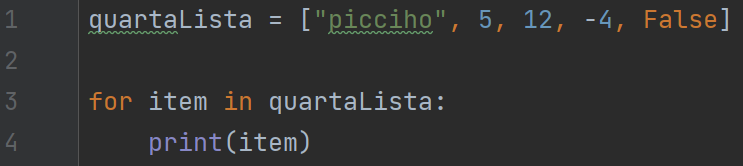 1 quartaLista = ["picciho", 5, 12, -4, False]
2
3 for item in quartaLista:
4     print(item)